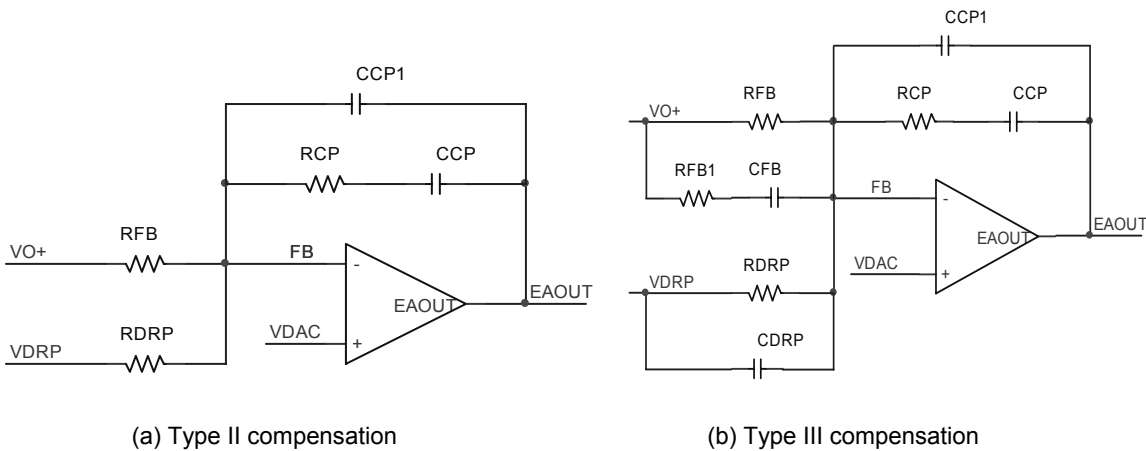 CCP1
RCP
CCP
RFB
VO+
FB
EAOUT
EAOUT
RDRP
VDRP
VDAC
-
+
(a) Type II compensation
CCP1
RFB
RCP
CCP
VO+
RFB1
CFB
FB
-
EAOUT
EAOUT
VDAC
+
RDRP
VDRP
CDRP
(b) Type III compensation